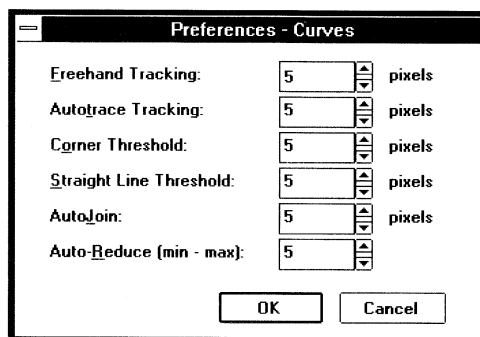 Preferences - Curves
Freehand Tracking: 5 pixels
Autotrace Tracking: 5 pixels
Corner Threshold: 5 pixels
Straight Line Threshold: 5 pixels
AutoJoin: 5 pixels
Auto-Reduce (min - max): 5
OK Cancel